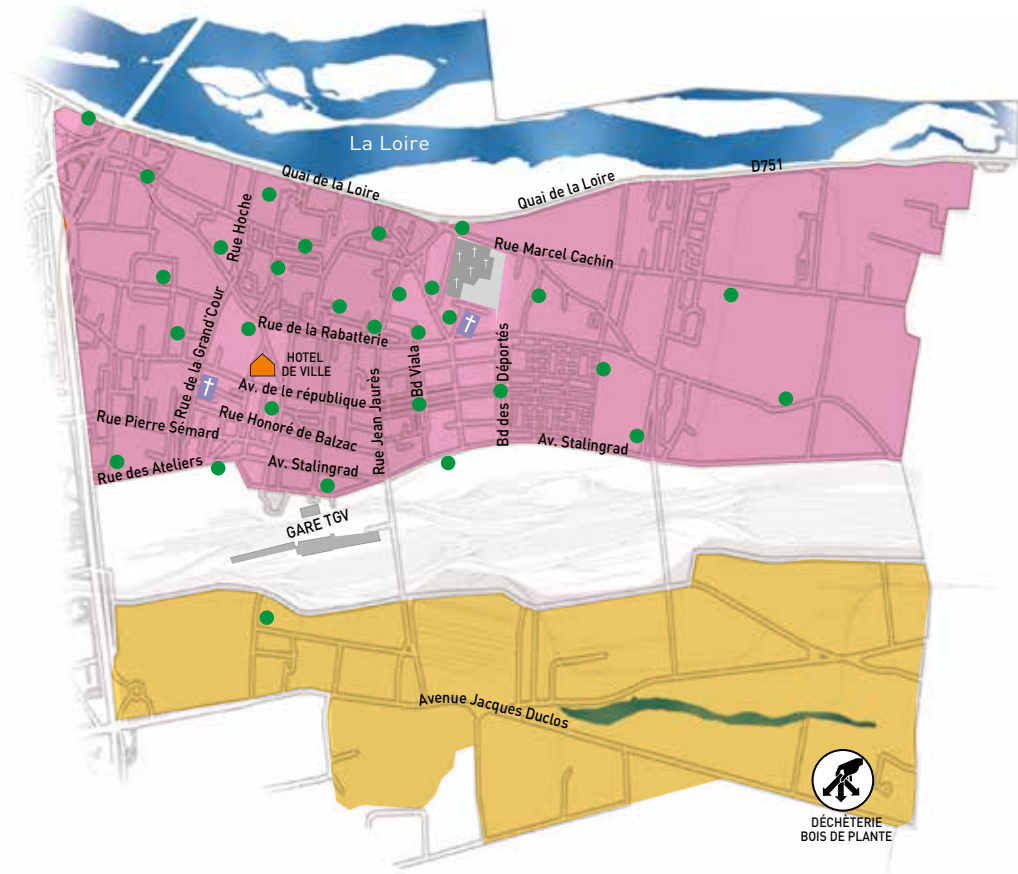 La Loire
Quai de la Loire
Quai de la Loire
D751
Rue Hoche
Rue Marcel Cachin
Rue de la Grand'Cour
Rue de la Rabatterie
HOTEL
DE VILLE
Bd Viala
Bd des Déportés
Av. de le république
Rue Jean Jaurès
Rue Honoré de Balzac
Rue Pierre Sémard
Av. Stalingrad
Rue des Ateliers
Av. Stalingrad
GARE TGV
Avenue Jacques Duclos
DÉCHÈTERIE
BOIS DE PLANTE